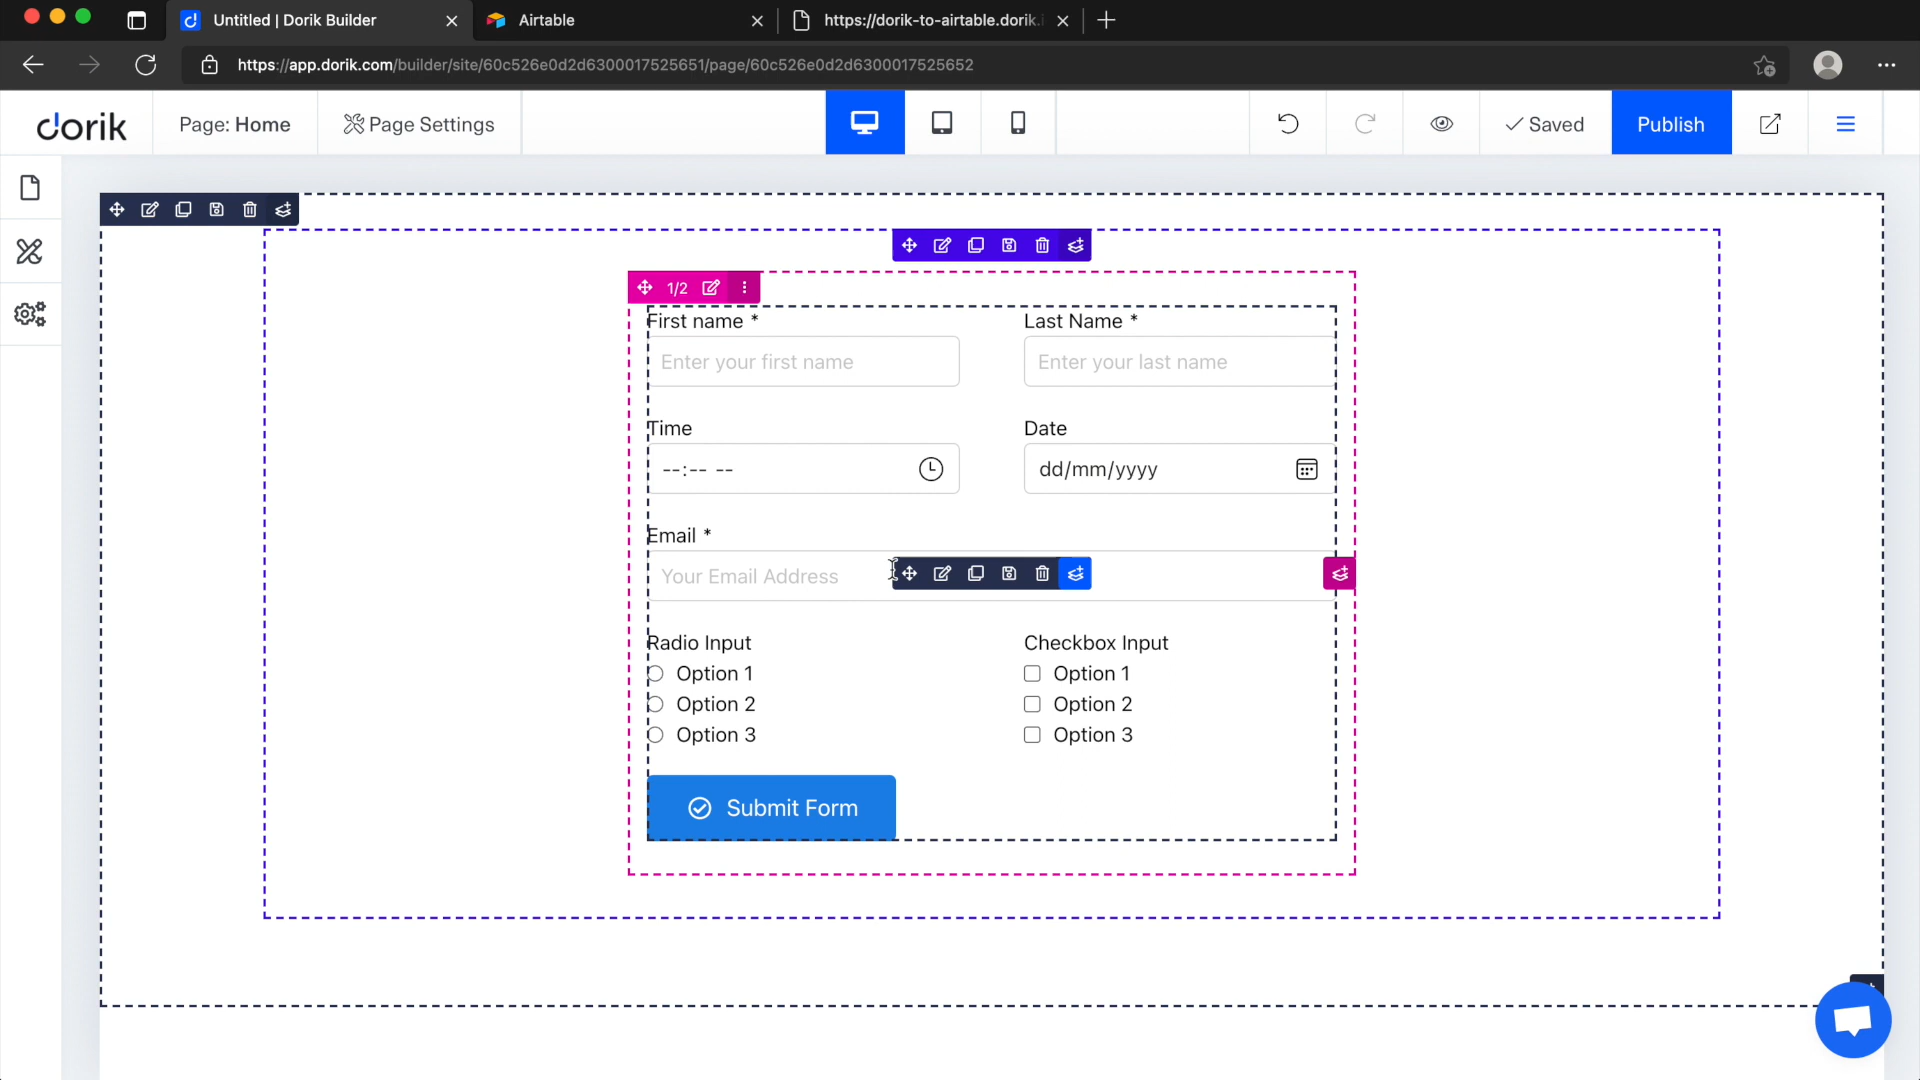 Untitled | Dorik Builder
Airtable
https://dorik-to-airtable.dorik.
https://app.dorik.com/builder/site/60c526e0d2d6300017525651/page/60c526e0d2d6300017525652
dorik
Page: Home
Page Settings
Saved
Publish
1/2
First name *
Last Name *
Enter your first name
Enter your last name
Time
Date
--:-- --
dd/mm/yyyy
Email *
Your Email Address
Radio Input
Checkbox Input
Option 1
Option 1
Option 2
Option 2
Option 3
Option 3
Submit Form